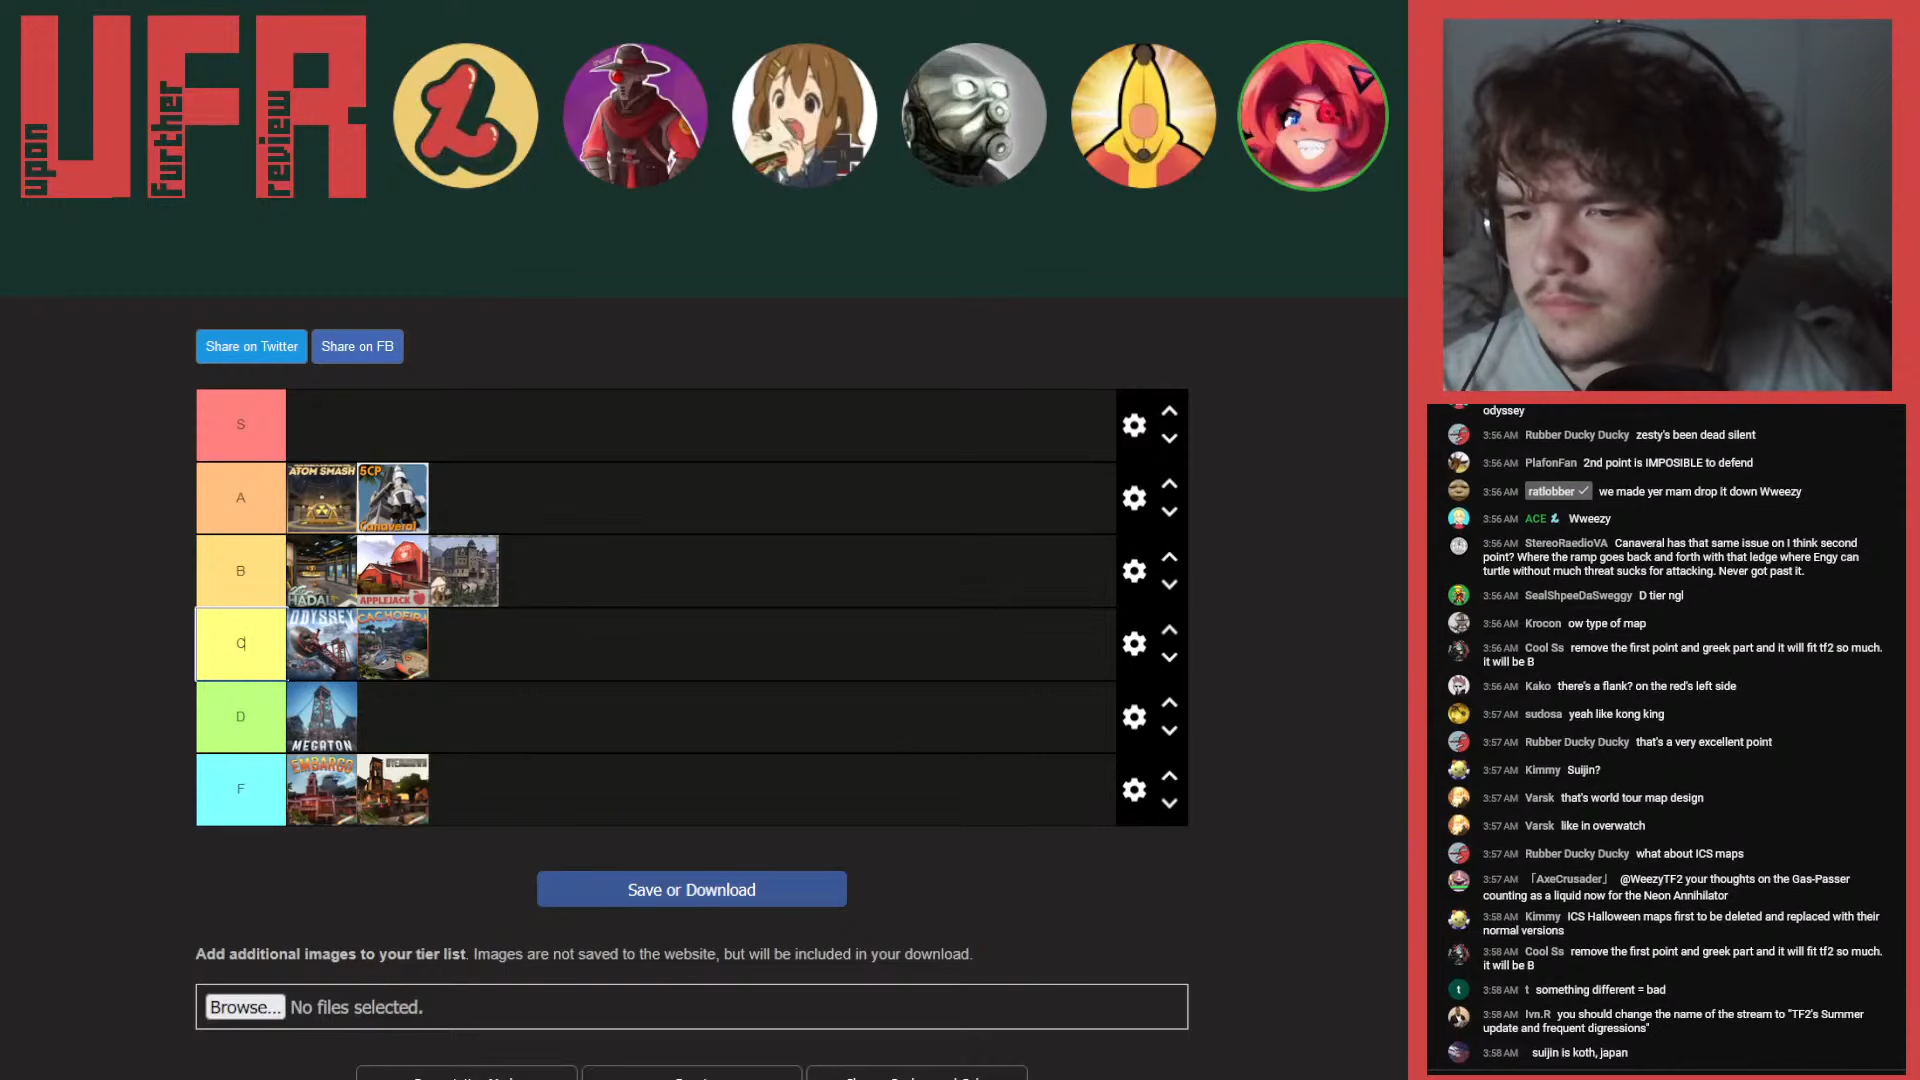 upon
further
review
Share on Twitter
Share on FB
S
A
ATOM SMASH
5CP
Canaveral
B
HADAL
APPLEJACK
C
ODYSSEY
CACHOEIRA
D
MEGATON
F
EMBARGO
Save or Download
Add additional images to your tier list. Images are not saved to the website, but will be included in your download.
Browse... No files selected.
odyssey
3:56 AM Rubber Ducky Ducky zesty's been dead silent
3:56 AM PlafonFan 2nd point is IMPOSIBLE to defend
3:56 AM ratlobber we made yer mam drop it down Wweezy
3:56 AM ACE Wweezy
3:56 AM StereoRaedioVA Canaveral has that same issue on I think second
point? Where the ramp goes back and forth with that ledge where Engy can
turtle without much threat sucks for attacking. Never got past it.
3:56 AM SealShpeeDaSweggy D tier ngl
3:56 AM Krocon ow type of map
3:56 AM Cool Ss remove the first point and greek part and it will fit tf2 so much.
it will be B
3:56 AM Kako there's a flank? on the red's left side
3:57 AM sudosa yeah like kong king
3:57 AM Rubber Ducky Ducky that's a very excellent point
3:57 AM Kimmy Suijin?
3:57 AM Varsk that's world tour map design
3:57 AM Varsk like in overwatch
3:57 AM Rubber Ducky Ducky what about ICS maps
3:57 AM 「AxeCrusader」 @WeezyTF2 your thoughts on the Gas-Passer
counting as a liquid now for the Neon Annihilator
3:58 AM Kimmy ICS Halloween maps first to be deleted and replaced with their
normal versions
3:58 AM Cool Ss remove the first point and greek part and it will fit tf2 so much.
it will be B
t 3:58 AM t something different = bad
3:58 AM Ivn.R you should change the name of the stream to "TF2's Summer
update and frequent digressions"
3:58 AM suijin is koth, japan